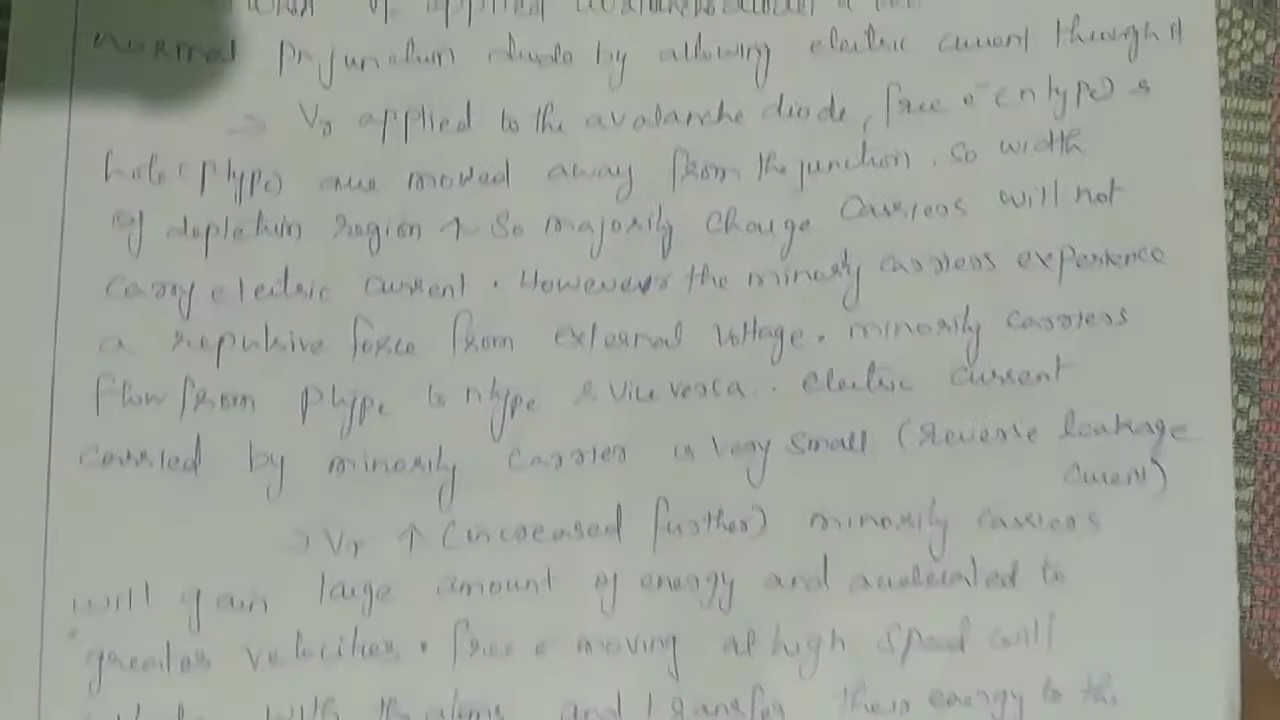 normal pn junction diode by allowing electric current through it
→ Vr applied to the avalanche diode, free e⁻ (n type) &
hole (p type) are moved away from the junction. so width
of depletion region ↑ So majority charge carriers will not
carry electric current. However the minority carriers experience
a repulsive force from external voltage. minority carriers
flow from ptype to ntype & vice versa. electric current
carried by minority carrier is very small (reverse leakage
current)
→ Vr ↑ (increased further) minority carriers
will gain large amount of energy and accelerated to
greater velocities. free e moving at high speed will
with the atoms and transfer their energy to the